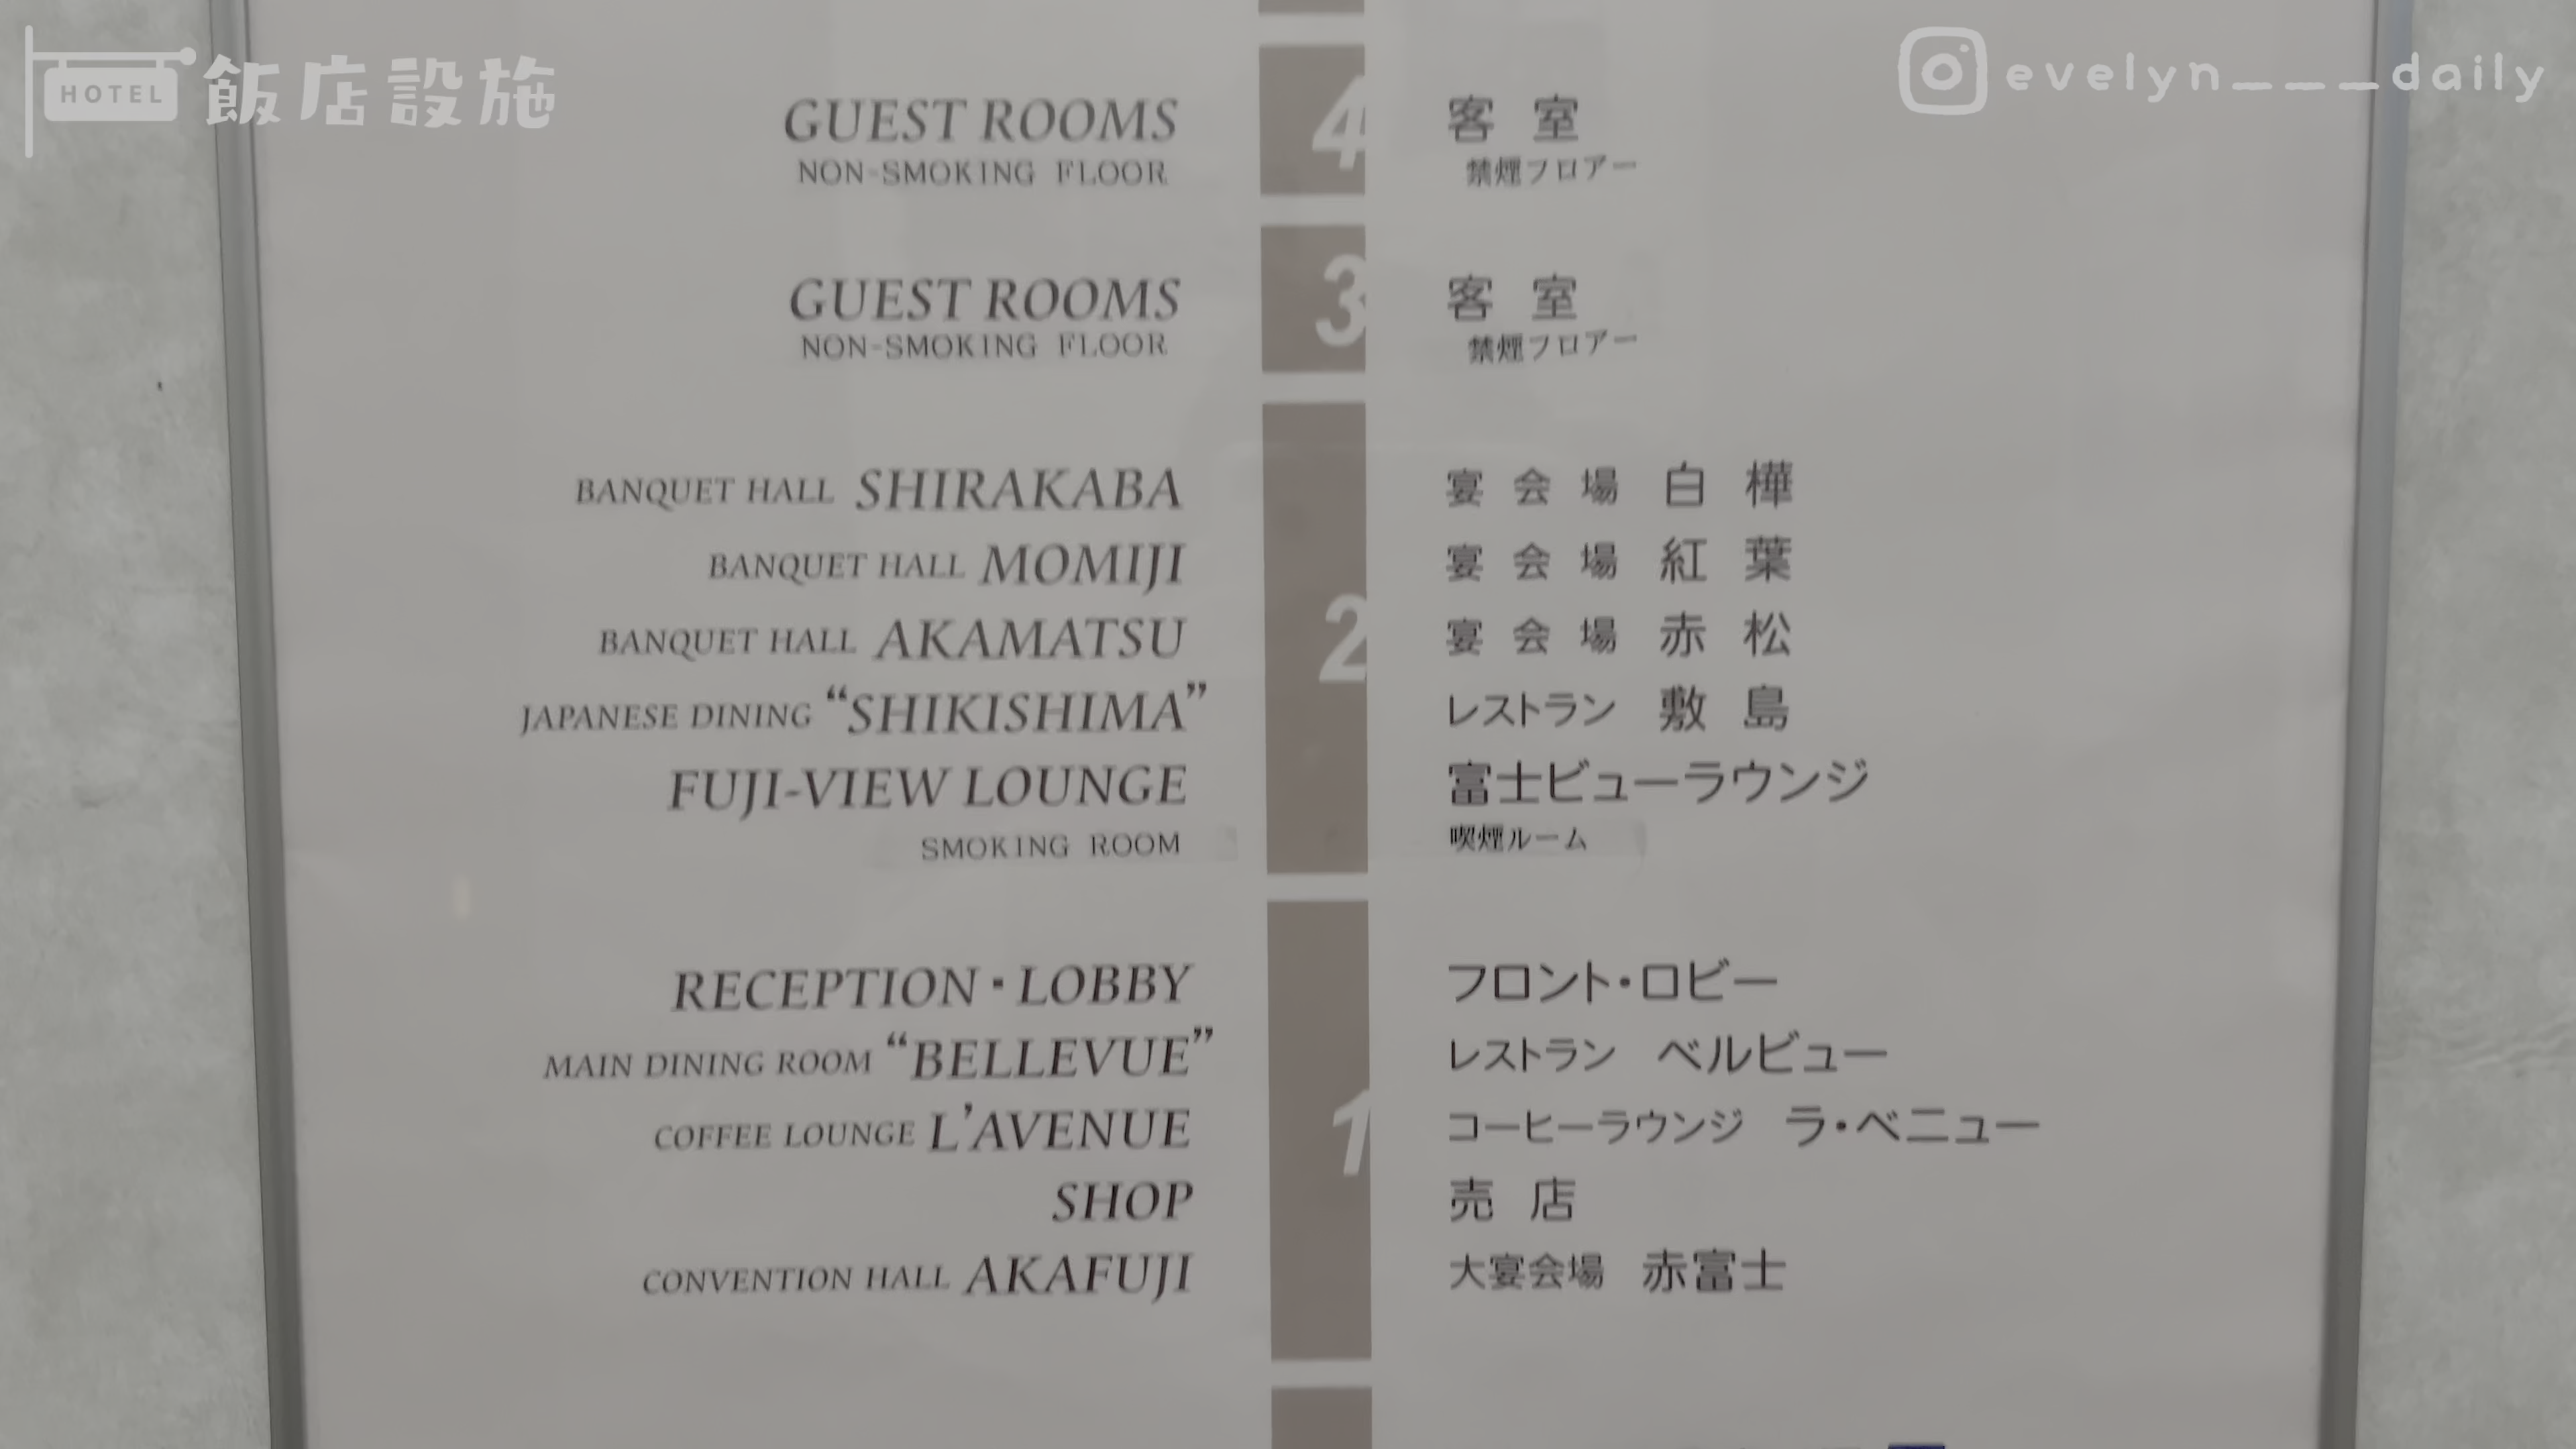 HOTEL 飯店設施
evelyn___daily
GUEST ROOMS 4 客室
NON-SMOKING FLOOR 禁煙フロアー
GUEST ROOMS 3 客室
NON-SMOKING FLOOR 禁煙フロアー
BANQUET HALL SHIRAKABA 宴会場 白樺
BANQUET HALL MOMIJI 宴会場 紅葉
BANQUET HALL AKAMATSU 2 宴会場 赤松
JAPANESE DINING “SHIKISHIMA” レストラン 敷島
FUJI-VIEW LOUNGE 富士ビューラウンジ
SMOKING ROOM 喫煙ルーム
RECEPTION・LOBBY フロント・ロビー
MAIN DINING ROOM “BELLEVUE” レストラン ベルビュー
COFFEE LOUNGE L’AVENUE 1 コーヒーラウンジ ラ・ベニュー
SHOP 売店
CONVENTION HALL AKAFUJI 大宴会場 赤富士